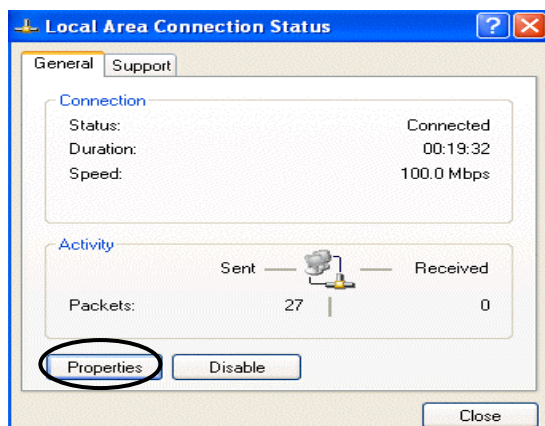 Local Area Connection Status
General Support
Connection
Status: Connected
Duration: 00:19:32
Speed: 100.0 Mbps
Activity
Sent Received
Packets: 27 0
Properties Disable
Close